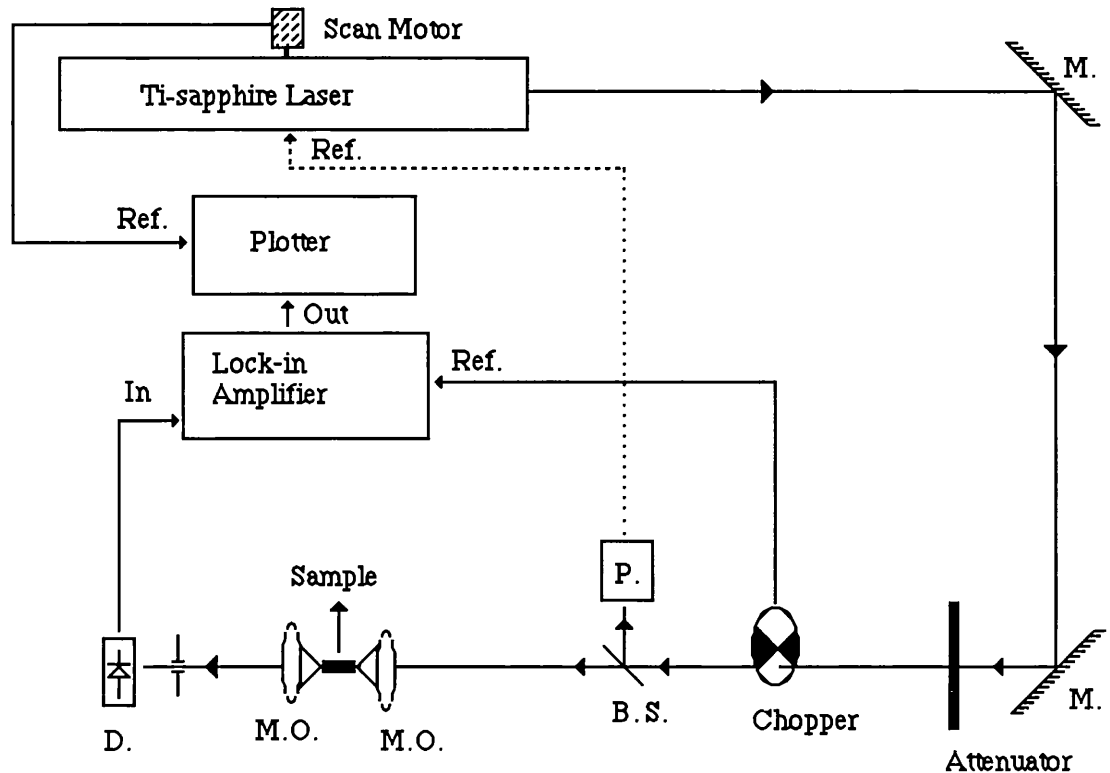 Scan Motor
M.
Ti-sapphire Laser
Ref.
Ref.
Plotter
Out
Lock-in
Amplifier
Ref.
In
P.
Sample
D.
M.O.
M.O.
B.S.
Chopper
M.
Attenuator